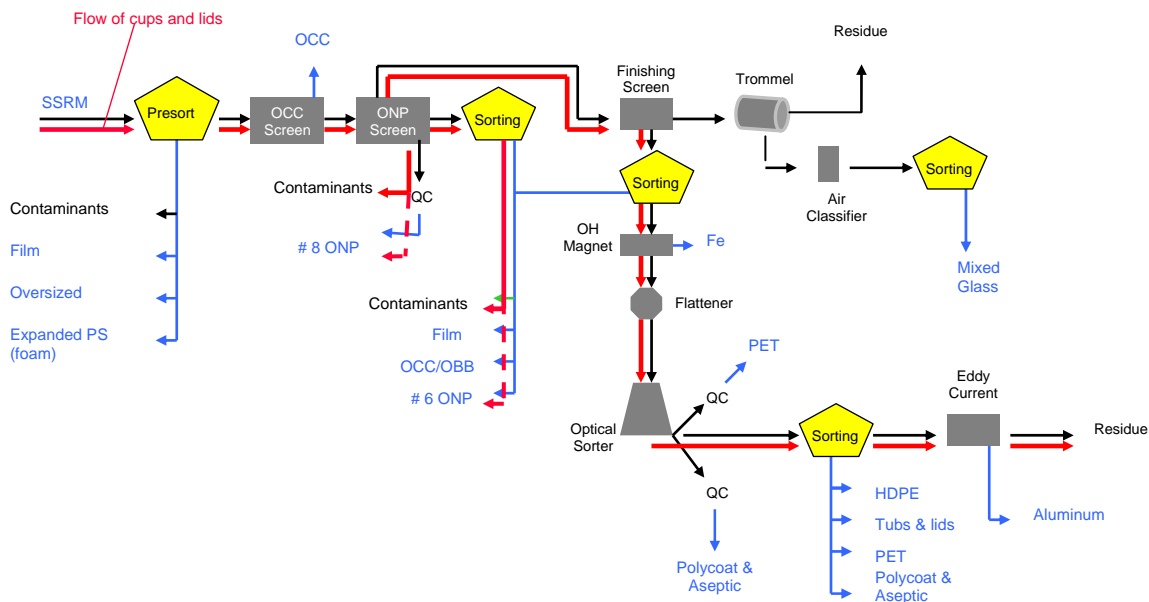 Flow of cups and lids
OCC
Residue
Finishing
Screen
Trommel
SSRM
Presort
OCC
Screen
ONP
Screen
Sorting
Sorting
Sorting
Contaminants
QC
Air
Classifier
Contaminants
OH
Magnet
Fe
Film
# 8 ONP
Mixed
Glass
Oversized
Contaminants
Flattener
Expanded PS
(foam)
Film
PET
OCC/OBB
Eddy
Current
# 6 ONP
QC
Optical
Sorter
Sorting
Residue
QC
HDPE
Tubs & lids
Aluminum
PET
Polycoat &
Aseptic
Polycoat &
Aseptic